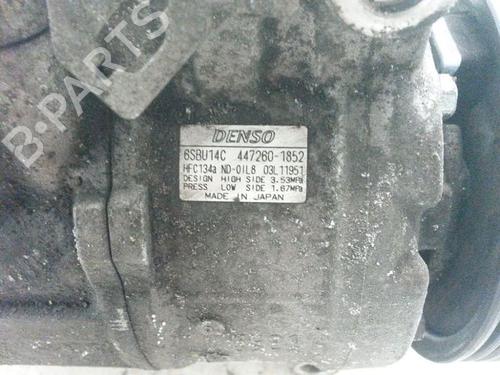 B-PARTS
DENSO
6SBU14C 447260-1852
HFC134a ND-OIL8 03L11951
DESIGN HIGH SIDE 3.53MPa
PRESS LOW SIDE 1.67MPa
MADE IN JAPAN